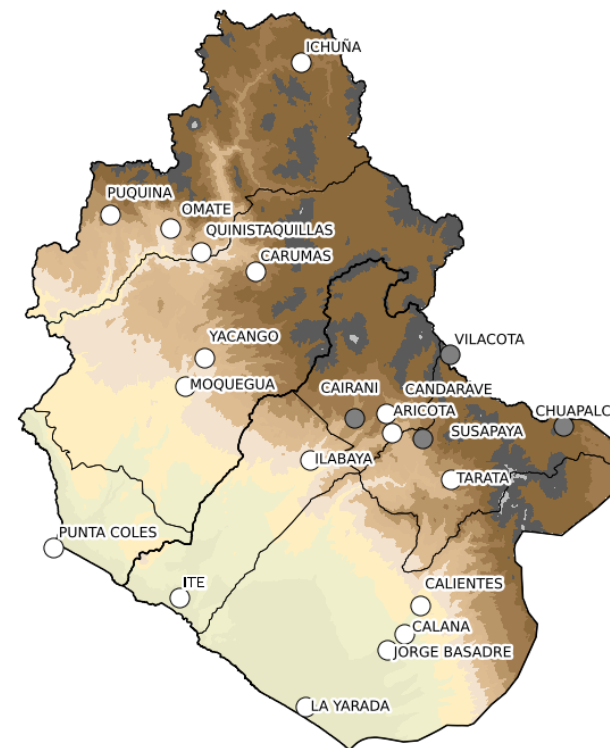 ICHUÑA
PUQUINA
OMATE
QUINISTAQUILLAS
CARUMAS
YACANGO
VILACOTA
MOQUEGUA
CAIRANI
CANDARAVE
ARICOTA
CHUAPALC
SUSAPAYA
ILABAYA
TARATA
PUNTA COLES
ITE
CALIENTES
CALANA
JORGE BASADRE
LA YARADA